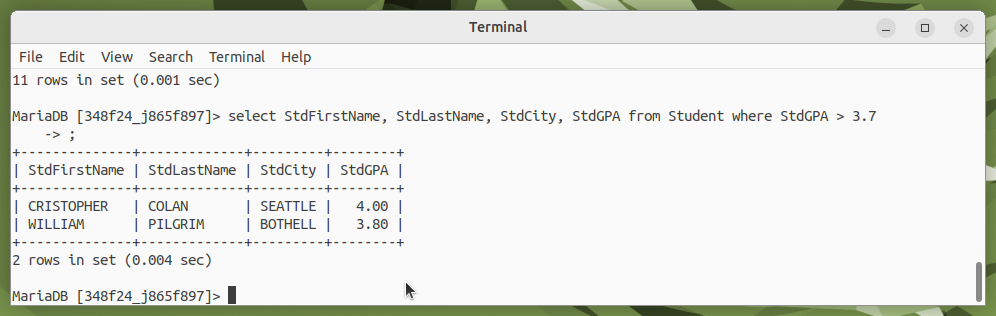 Terminal
File Edit View Search Terminal Help
11 rows in set (0.001 sec)
MariaDB [348f24_j865f897]> select StdFirstName, StdLastName, StdCity, StdGPA from Student where StdGPA > 3.7
    -> ;
+--------------+-------------+---------+--------+
| StdFirstName | StdLastName | StdCity | StdGPA |
+--------------+-------------+---------+--------+
| CRISTOPHER   | COLAN       | SEATTLE |   4.00 |
| WILLIAM      | PILGRIM     | BOTHELL |   3.80 |
+--------------+-------------+---------+--------+
2 rows in set (0.004 sec)
MariaDB [348f24_j865f897]>